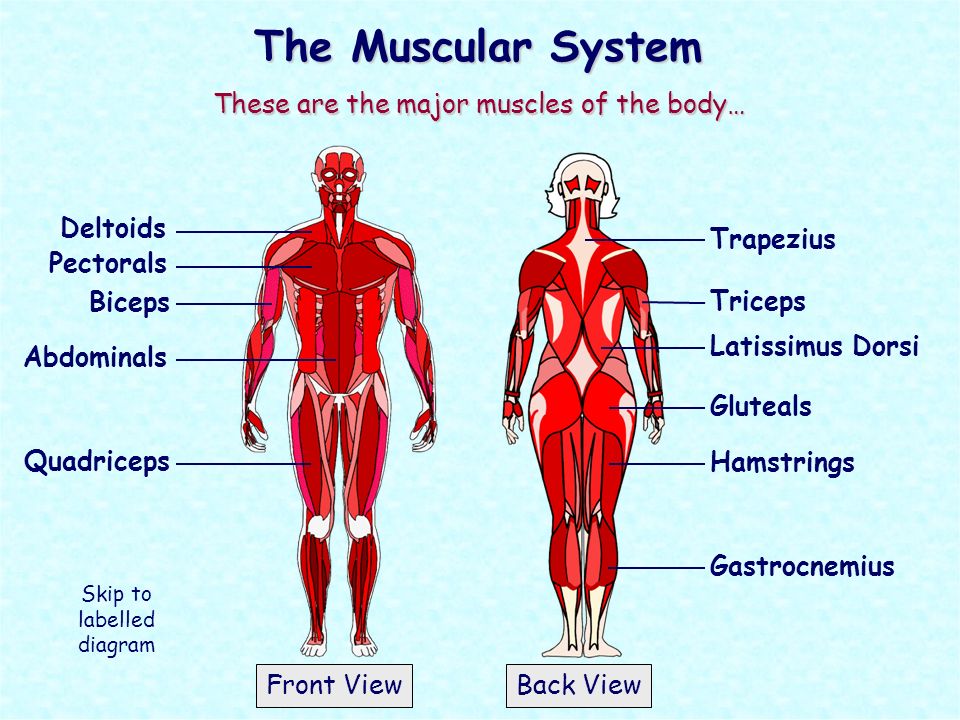 The Muscular System
These are the major muscles of the body…
Deltoids
Pectorals
Biceps
Abdominals
Quadriceps
Trapezius
Triceps
Latissimus Dorsi
Gluteals
Hamstrings
Gastrocnemius
Skip to
labelled
diagram
Front View
Back View